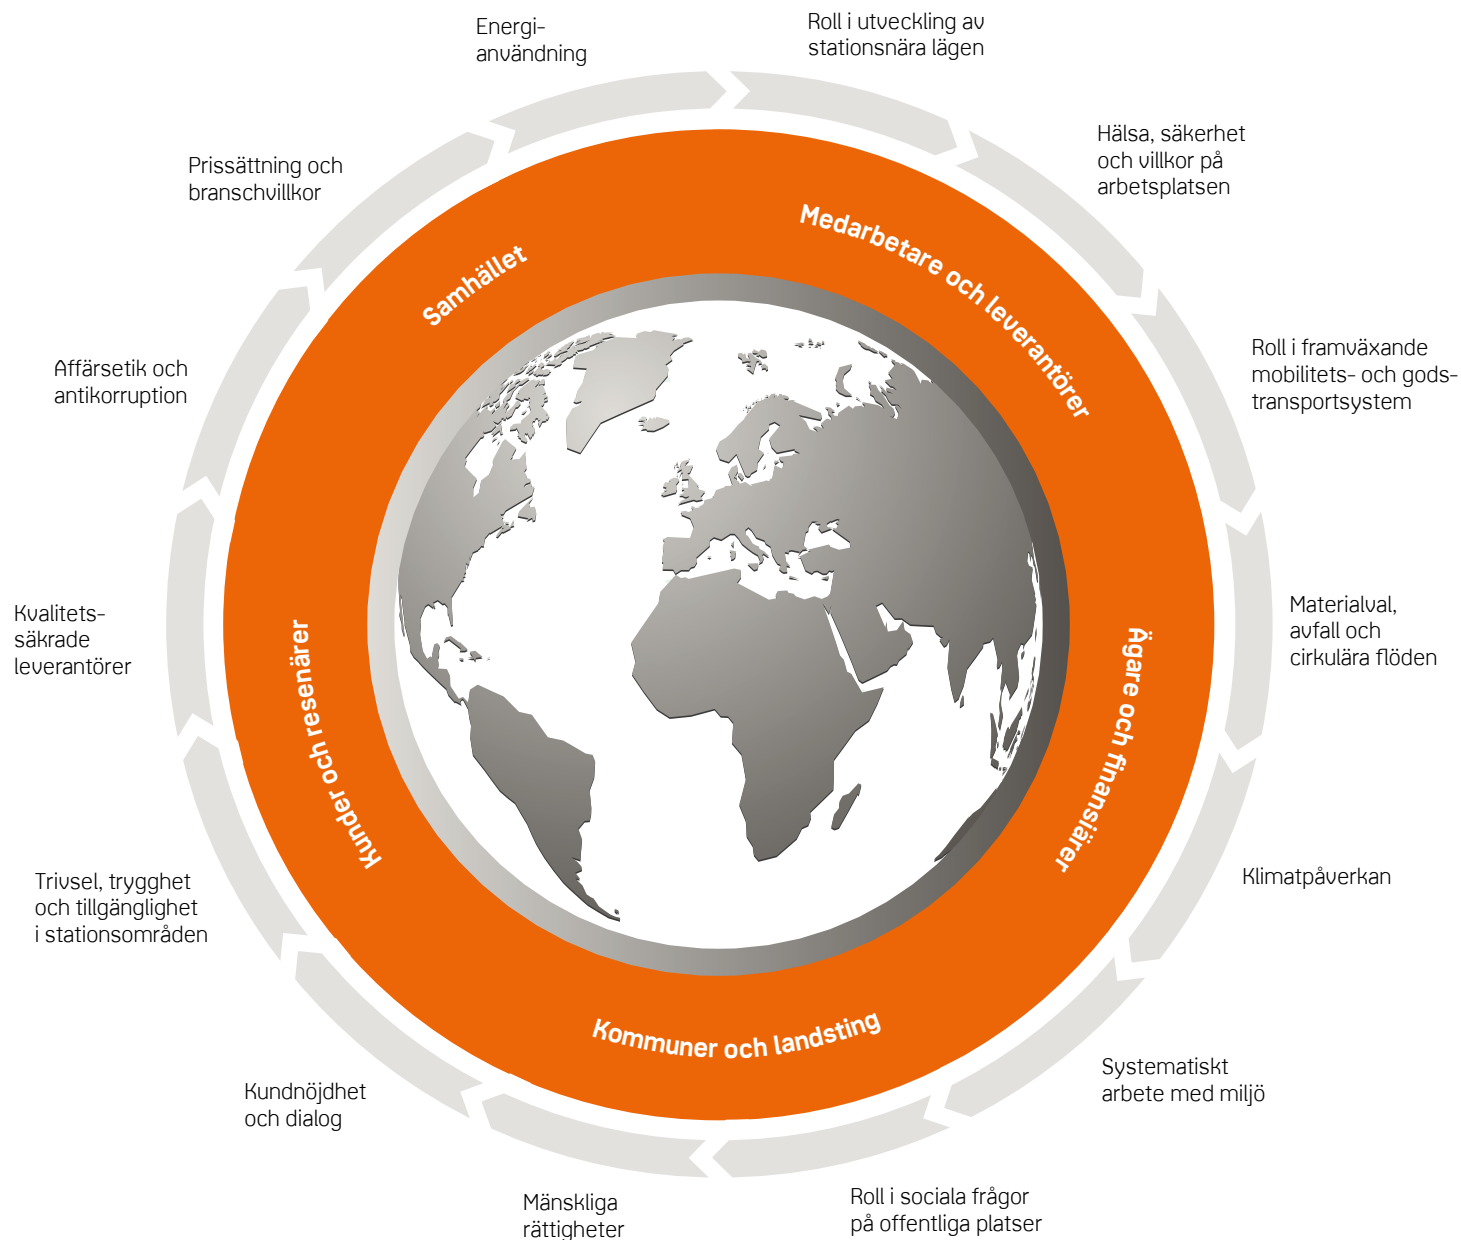 Energi-
användning
Roll i utveckling av
stationsnära lägen
Hälsa, säkerhet
och villkor på
arbetsplatsen
Roll i framväxande
mobilitets- och gods-
transportsystem
Materialval,
avfall och
cirkulära flöden
Klimatpåverkan
Systematiskt
arbete med miljö
Roll i sociala frågor
på offentliga platser
Mänskliga
rättigheter
Kundnöjdhet
och dialog
Trivsel, trygghet
och tillgänglighet
i stationsområden
Kvalitets-
säkrade
leverantörer
Affärsetik och
antikorruption
Prissättning och
branschvillkor
Samhället
Medarbetare och leverantörer
Ägare och finansiärer
Kommuner och landsting
Kunder och resenärer